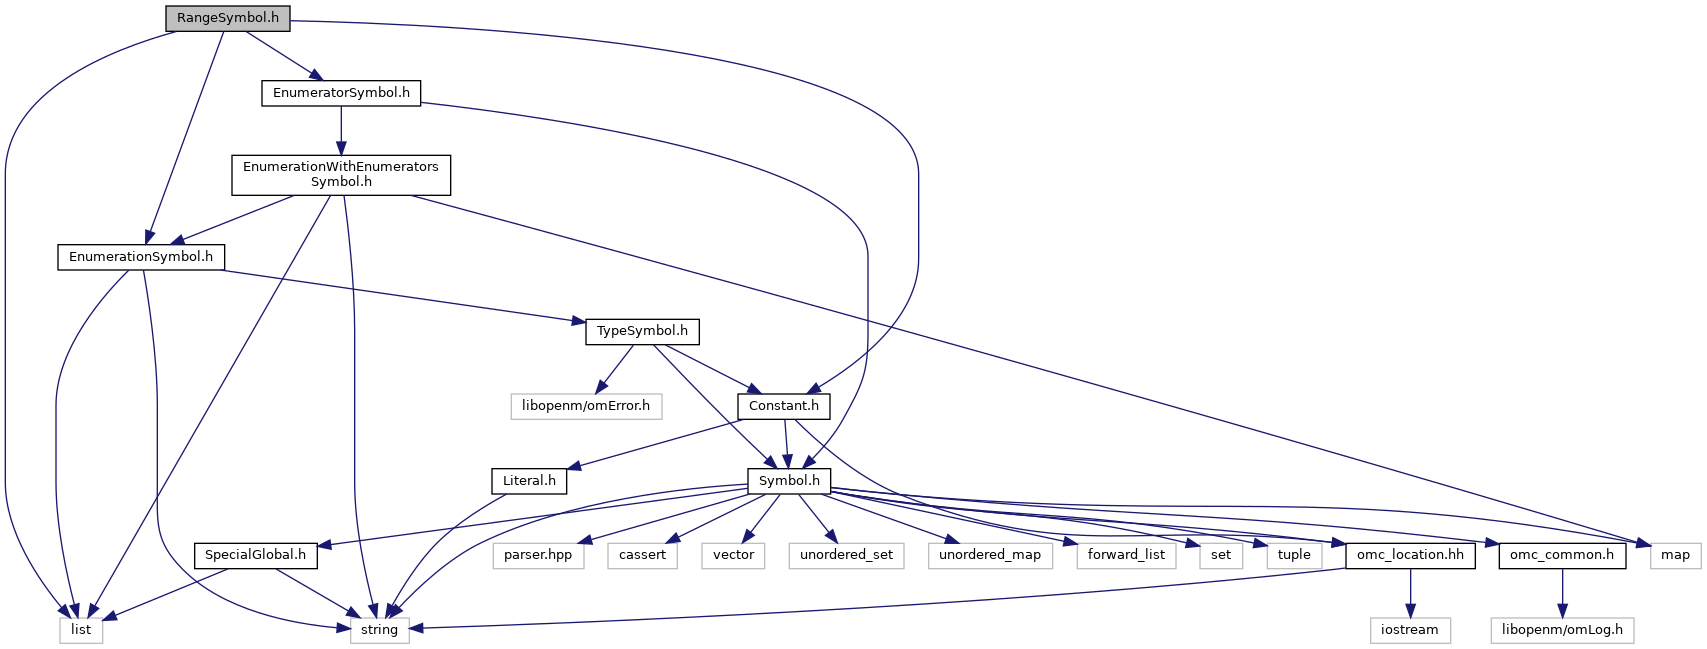 RangeSymbol.h
EnumeratorSymbol.h
EnumerationWithEnumerators
Symbol.h
EnumerationSymbol.h
TypeSymbol.h
libopenm/omError.h
Constant.h
Literal.h
Symbol.h
SpecialGlobal.h
parser.hpp
cassert
vector
unordered_set
unordered_map
forward_list
set
tuple
omc_location.hh
omc_common.h
map
list
string
iostream
libopenm/omLog.h